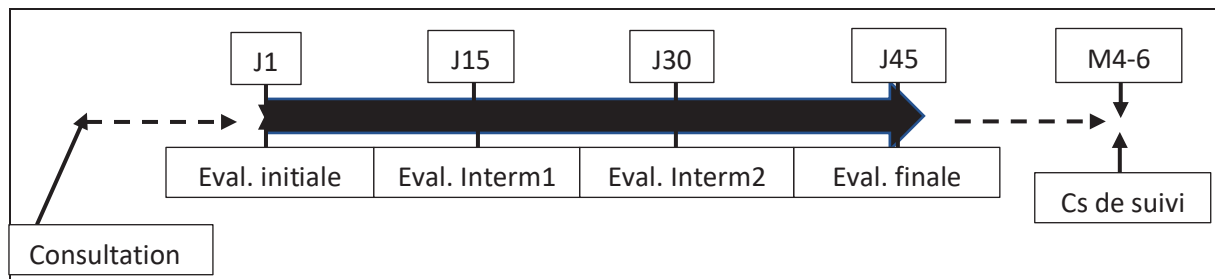 J1
J15
J30
J45
M4-6
Eval. initiale
Eval. Interm1
Eval. Interm2
Eval. finale
Cs de suivi
Consultation